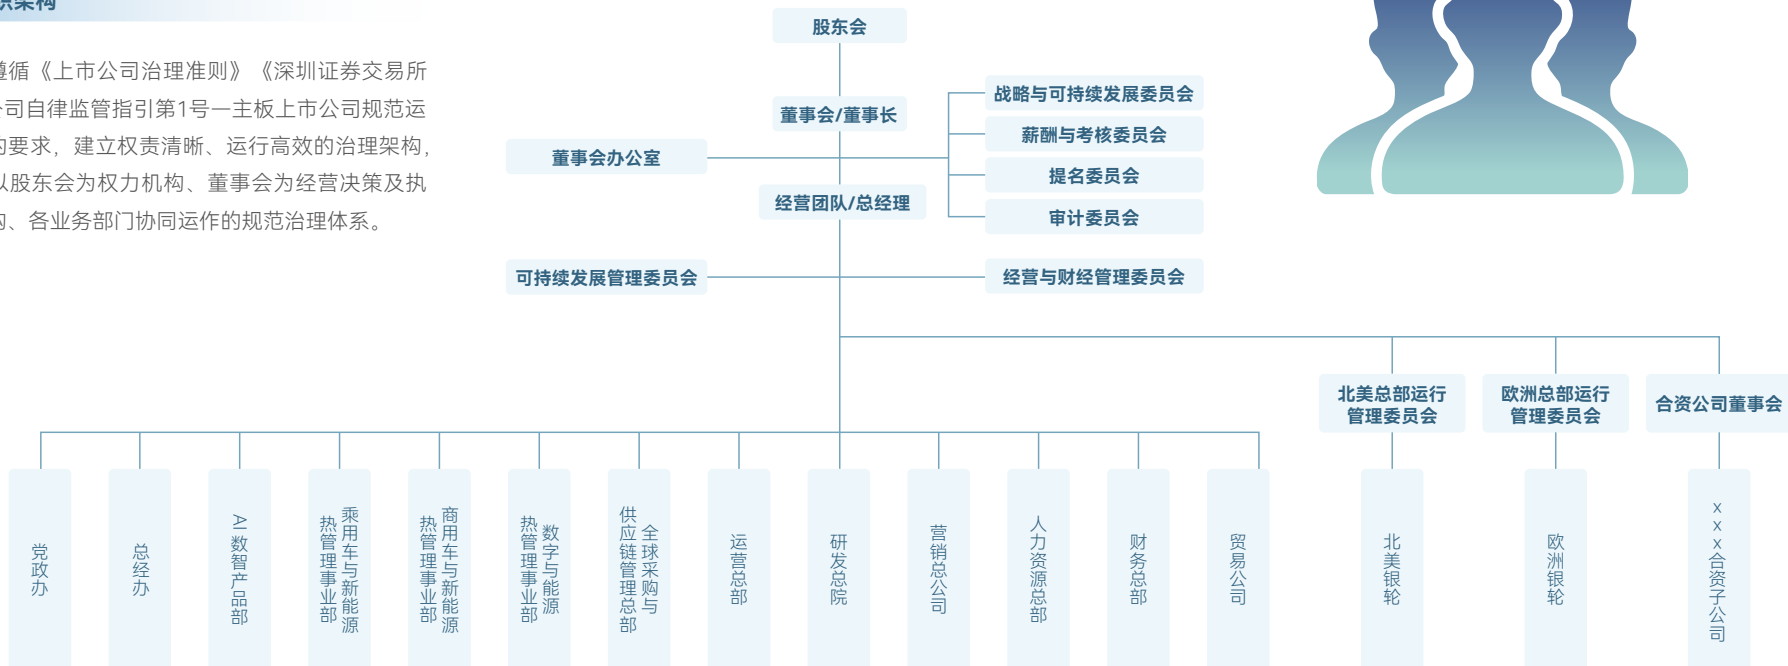 织架构
遵循《上市公司治理准则》《深圳证券交易所
公司自律监管指引第1号—主板上市公司规范运
的要求，建立权责清晰、运行高效的治理架构，
以股东会为权力机构、董事会为经营决策及执
构、各业务部门协同运作的规范治理体系。
股东会
董事会/董事长
战略与可持续发展委员会
薪酬与考核委员会
董事会办公室
提名委员会
经营团队/总经理
审计委员会
可持续发展管理委员会
经营与财经管理委员会
北美总部运行
管理委员会
欧洲总部运行
管理委员会
合资公司董事会
党政办
总经办
AI 数智产品部
乘用车与新能源
热管理事业部
商用车与新能源
热管理事业部
数字与能源
热管理事业部
全球采购与
供应链管理总部
运营总部
研发总院
营销总公司
人力资源总部
财务总部
贸易公司
北美银轮
欧洲银轮
xxx合资子公司